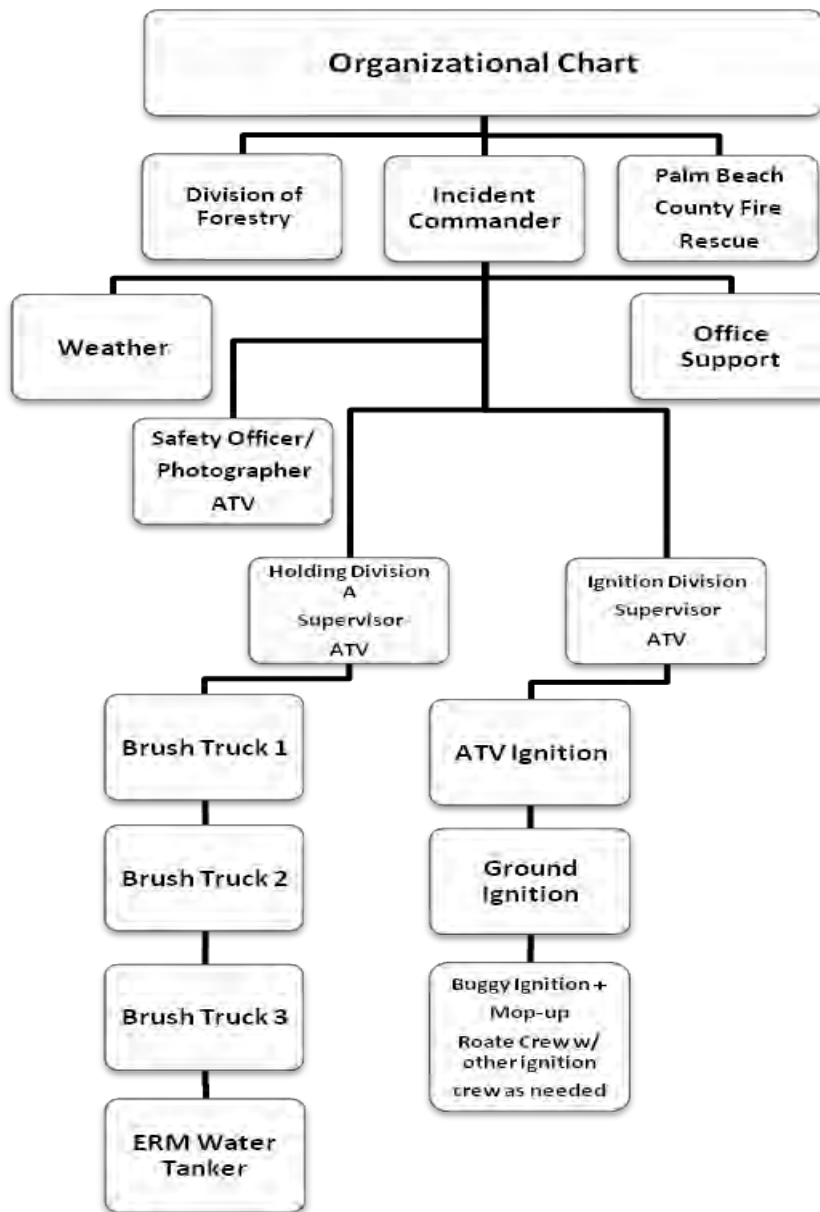 Organizational Chart
Division of
Forestry
Incident
Commander
Palm Beach
County Fire
Rescue
Weather
Office
Support
Safety Officer/
Photographer
ATV
Holding Division
A
Supervisor
ATV
Ignition Division
Supervisor
ATV
Brush Truck 1
Brush Truck 2
Brush Truck 3
ERM Water
Tanker
ATV Ignition
Ground
Ignition
Buggy Ignition +
Mop-up
Roate Crew w/
other ignition
crew as needed